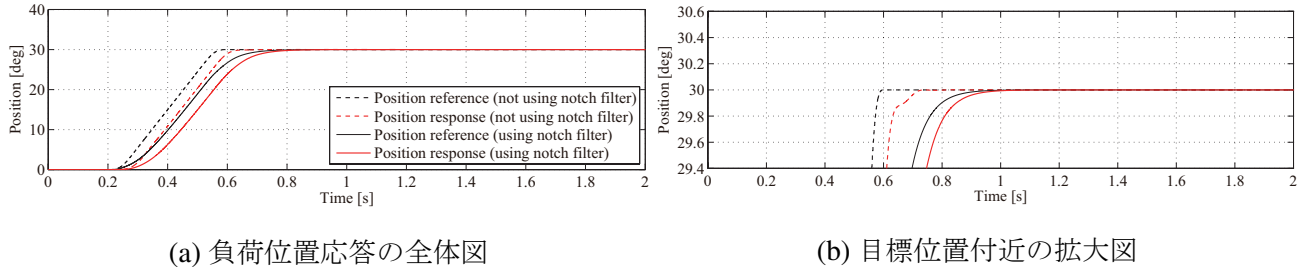 40
30
20
10
0
Position [deg]
Position reference (not using notch filter)
Position response (not using notch filter)
Position reference (using notch filter)
Position response (using notch filter)
0 0.2 0.4 0.6 0.8 1 1.2 1.4 1.6 1.8 2
Time [s]
(a) 負荷位置応答の全体図
30.6
30.4
30.2
30
29.8
29.6
29.4
Position [deg]
0 0.2 0.4 0.6 0.8 1 1.2 1.4 1.6 1.8 2
Time [s]
(b) 目標位置付近の拡大図